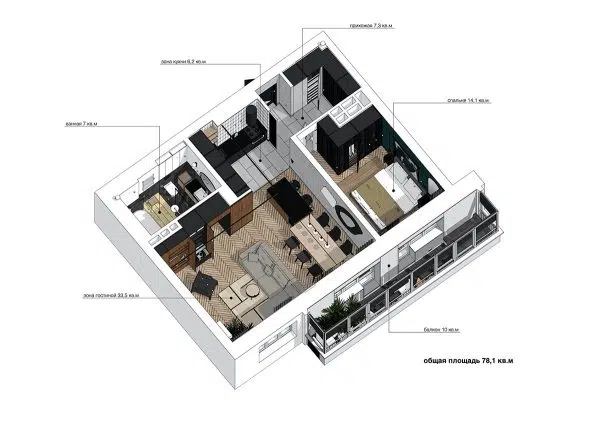 прихожая 7,3 кв.м
зона кухни 6,2 кв.м
спальня 14,1 кв.м
ванная 7 кв.м
зона гостиной 33,5 кв.м
балкон 10 кв.м
общая площадь 78,1 кв.м